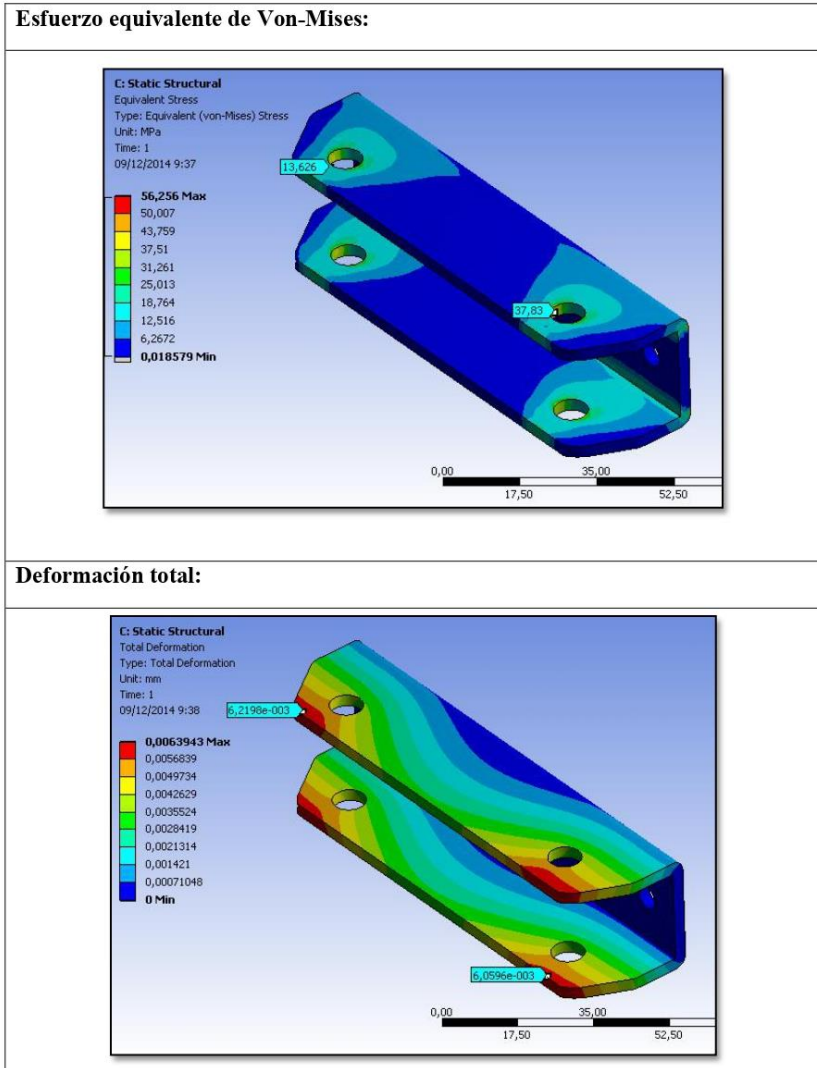 Esfuerzo equivalente de Von-Mises:
C: Static Structural
Equivalent Stress
Type: Equivalent (von-Mises) Stress
Unit: MPa
Time: 1
09/12/2014 9:37
13,626
56,256 Max
50,007
43,759
37,51
31,261
25,013
18,764
12,516
6,2672
0,018579 Min
37,83
0,00 35,00
17,50 52,50
Deformación total:
C: Static Structural
Total Deformation
Type: Total Deformation
Unit: mm
Time: 1
09/12/2014 9:38
6,2198e-003
0,0063943 Max
0,0056839
0,0049734
0,0042629
0,0035524
0,0028419
0,0021314
0,001421
0,00071048
0 Min
6,0596e-003
0,00 35,00
17,50 52,50